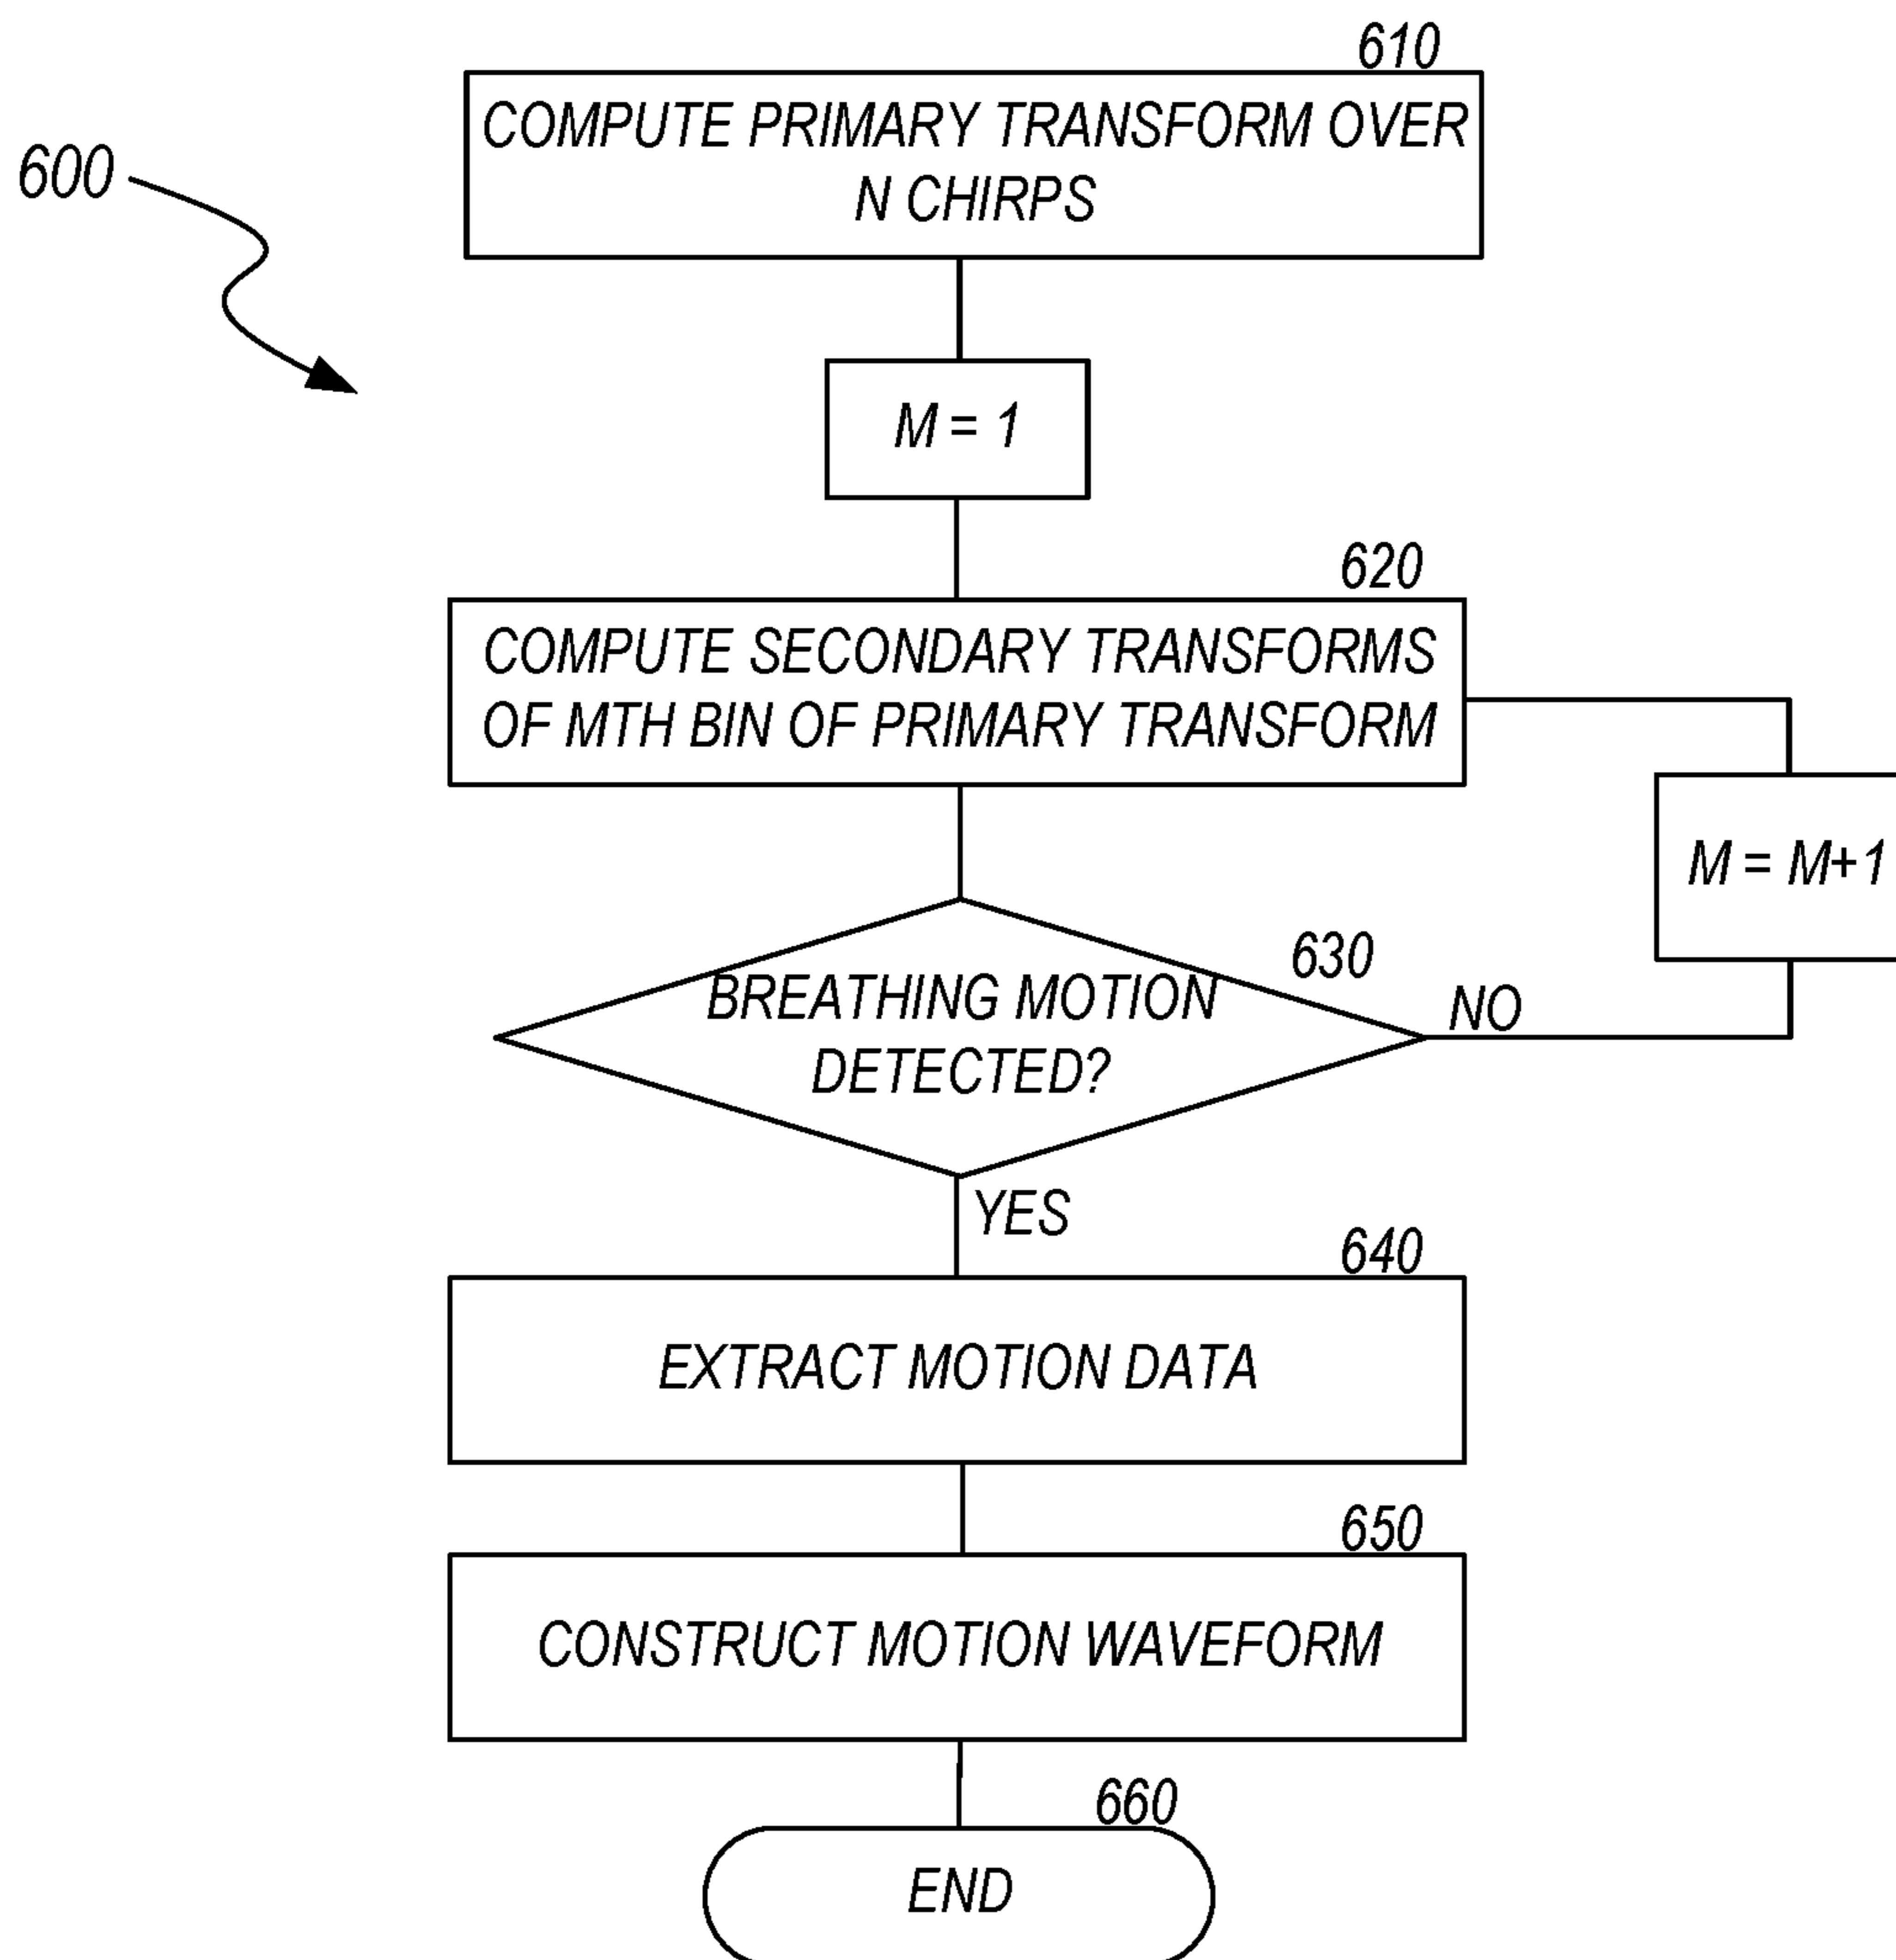 610
COMPUTE PRIMARY TRANSFORM OVER
N CHIRPS
600
M = 1
620
COMPUTE SECONDARY TRANSFORMS
OF MTH BIN OF PRIMARY TRANSFORM
M = M+1
630
BREATHING MOTION
DETECTED?
NO
YES
640
EXTRACT MOTION DATA
650
CONSTRUCT MOTION WAVEFORM
660
END